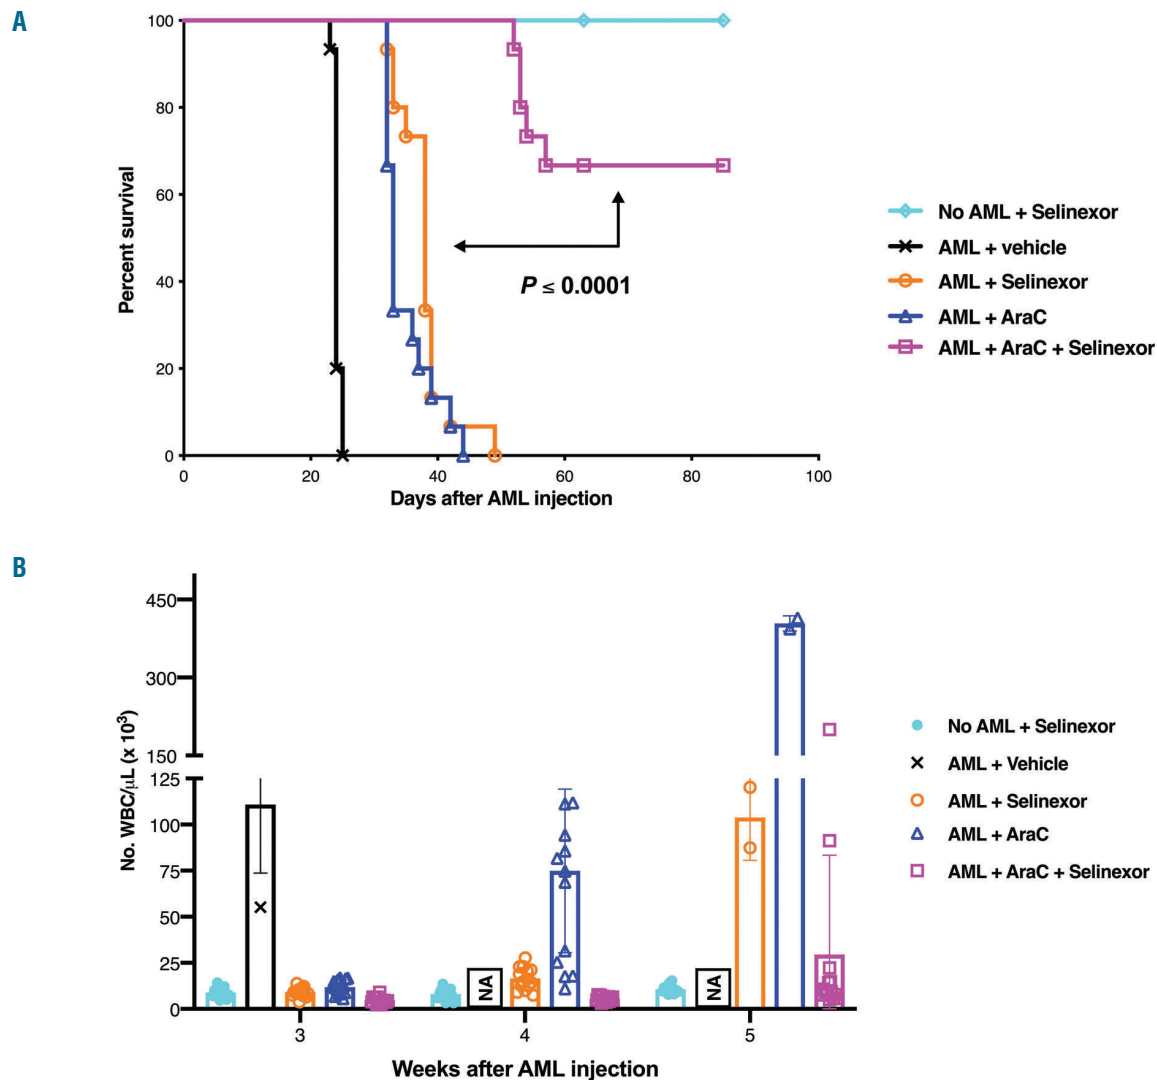 A
100
80
60
40
20
0
Percent survival
0 20 40 60 80 100
Days after AML injection
P ≤ 0.0001
No AML + Selinexor
AML + vehicle
AML + Selinexor
AML + AraC
AML + AraC + Selinexor
B
450
300
150
125
100
75
50
25
0
No. WBC/μL (x 10³)
NA
NA
3 4 5
Weeks after AML injection
No AML + Selinexor
AML + Vehicle
AML + Selinexor
AML + AraC
AML + AraC + Selinexor